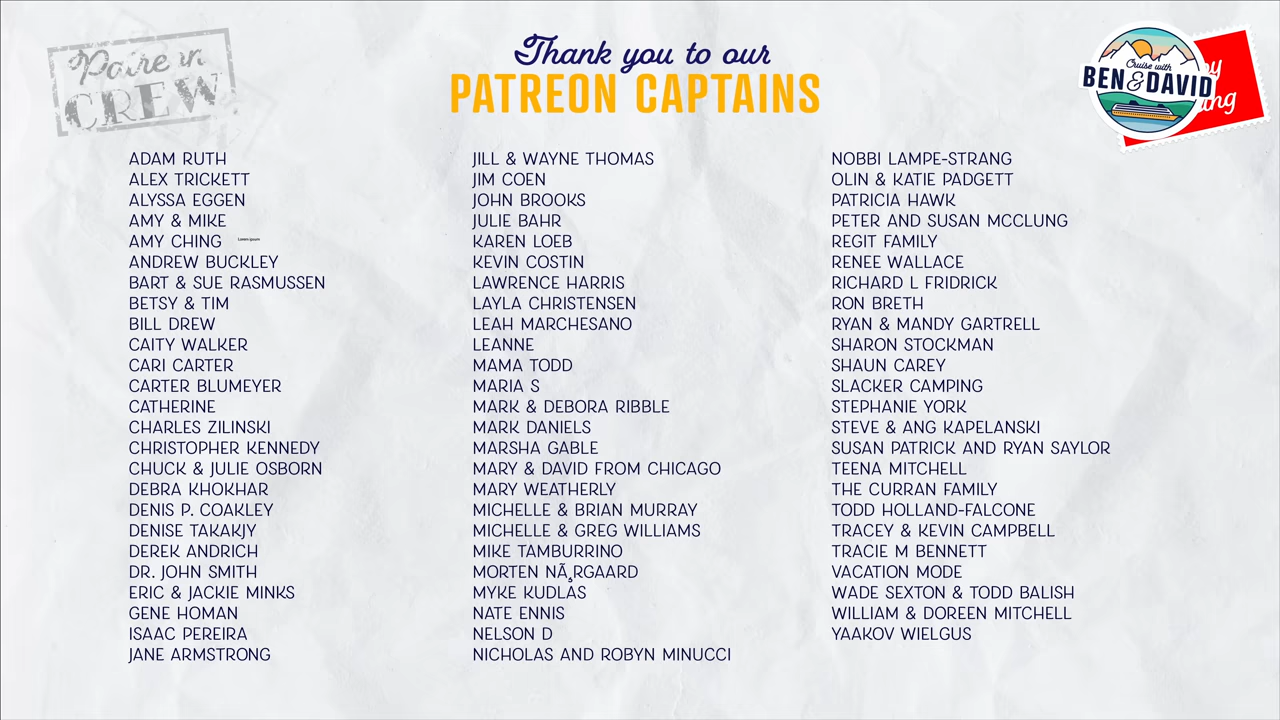 Thank you to our
PATREON CAPTAINS
CREW
Cruise with
BEN & DAVID
ADAM RUTH
ALEX TRICKETT
ALYSSA EGGEN
AMY & MIKE
AMY CHING
Lorem ipsum
ANDREW BUCKLEY
BART & SUE RASMUSSEN
BETSY & TIM
BILL DREW
CAITY WALKER
CARI CARTER
CARTER BLUMEYER
CATHERINE
CHARLES ZILINSKI
CHRISTOPHER KENNEDY
CHUCK & JULIE OSBORN
DEBRA KHOKHAR
DENIS P. COAKLEY
DENISE TAKAKJY
DEREK ANDRICH
DR. JOHN SMITH
ERIC & JACKIE MINKS
GENE HOMAN
ISAAC PEREIRA
JANE ARMSTRONG
JILL & WAYNE THOMAS
JIM COEN
JOHN BROOKS
JULIE BAHR
KAREN LOEB
KEVIN COSTIN
LAWRENCE HARRIS
LAYLA CHRISTENSEN
LEAH MARCHESANO
LEANNE
MAMA TODD
MARIA S
MARK & DEBORA RIBBLE
MARK DANIELS
MARSHA GABLE
MARY & DAVID FROM CHICAGO
MARY WEATHERLY
MICHELLE & BRIAN MURRAY
MICHELLE & GREG WILLIAMS
MIKE TAMBURRINO
MORTEN NÃ¸RGAARD
MYKE KUDLAS
NATE ENNIS
NELSON D
NICHOLAS AND ROBYN MINUCCI
NOBBI LAMPE-STRANG
OLIN & KATIE PADGETT
PATRICIA HAWK
PETER AND SUSAN MCCLUNG
REGIT FAMILY
RENEE WALLACE
RICHARD L FRIDRICK
RON BRETH
RYAN & MANDY GARTRELL
SHARON STOCKMAN
SHAUN CAREY
SLACKER CAMPING
STEPHANIE YORK
STEVE & ANG KAPELANSKI
SUSAN PATRICK AND RYAN SAYLOR
TEENA MITCHELL
THE CURRAN FAMILY
TODD HOLLAND-FALCONE
TRACEY & KEVIN CAMPBELL
TRACIE M BENNETT
VACATION MODE
WADE SEXTON & TODD BALISH
WILLIAM & DOREEN MITCHELL
YAAKOV WIELGUS